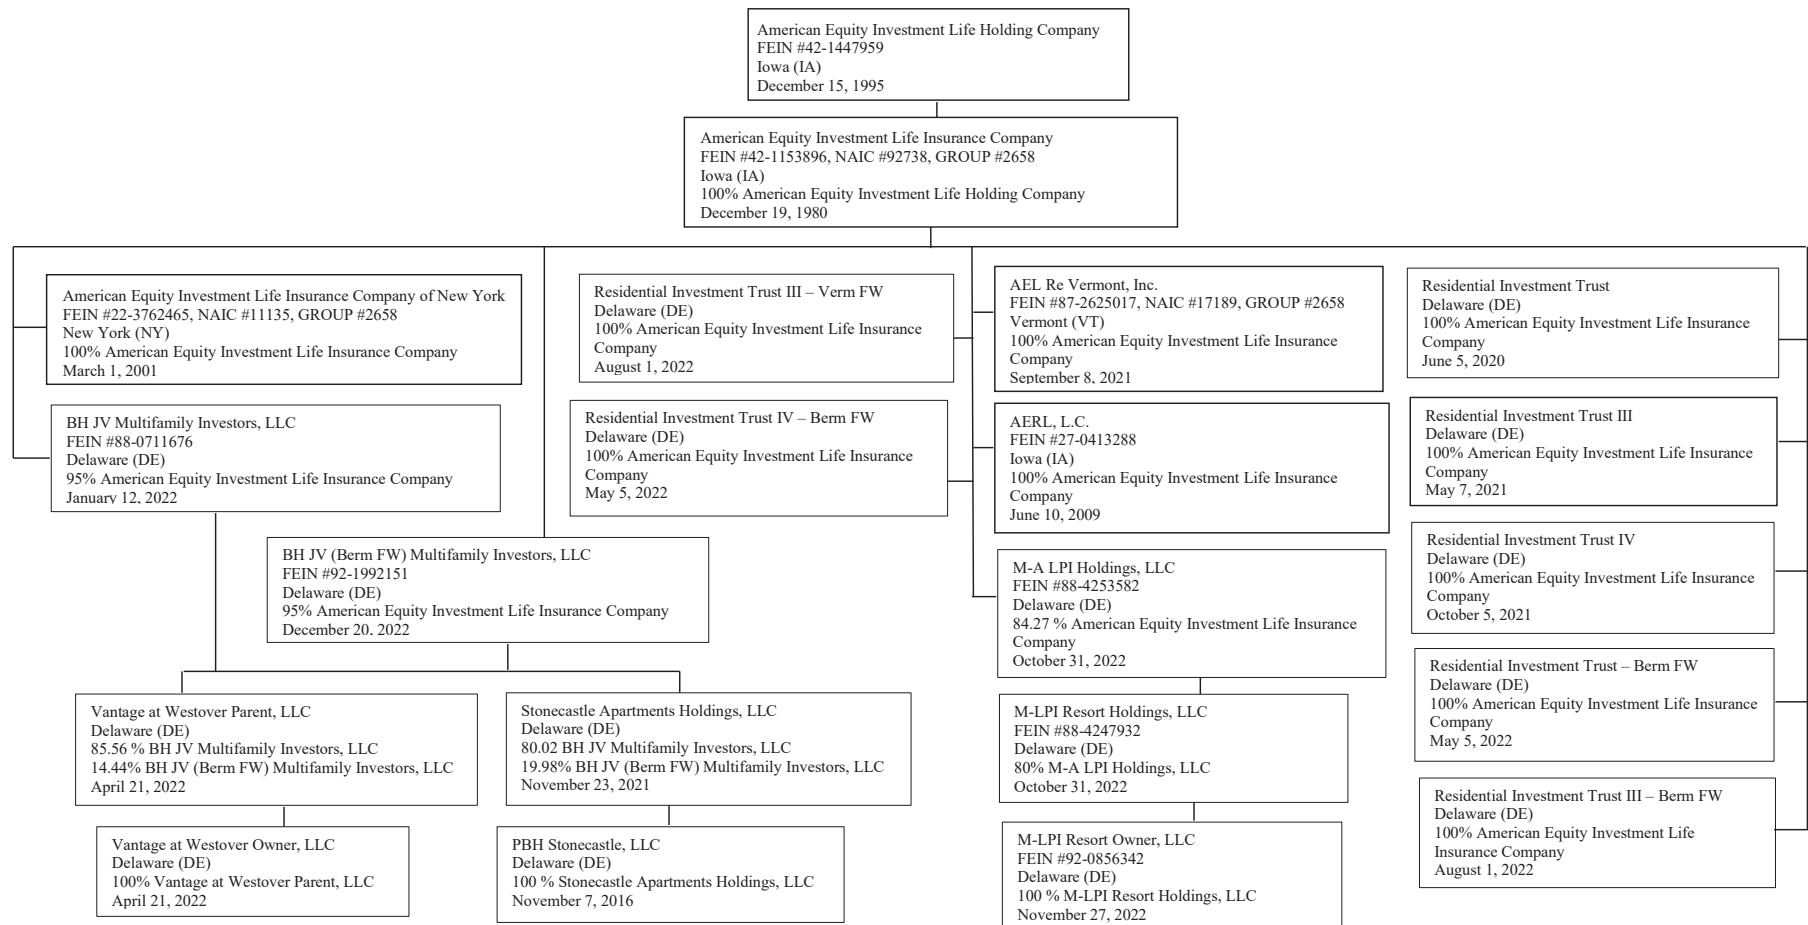 American Equity Investment Life Holding Company
FEIN #42-1447959
Iowa (IA)
December 15, 1995
American Equity Investment Life Insurance Company
FEIN #42-1153896, NAIC #92738, GROUP #2658
Iowa (IA)
100% American Equity Investment Life Holding Company
December 19, 1980
American Equity Investment Life Insurance Company of New York
FEIN #22-3762465, NAIC #11135, GROUP #2658
New York (NY)
100% American Equity Investment Life Insurance Company
March 1, 2001
BH JV Multifamily Investors, LLC
FEIN #88-0711676
Delaware (DE)
95% American Equity Investment Life Insurance Company
January 12, 2022
BH JV (Berm FW) Multifamily Investors, LLC
FEIN #92-1992151
Delaware (DE)
95% American Equity Investment Life Insurance Company
December 20, 2022
Vantage at Westover Parent, LLC
Delaware (DE)
85.56 % BH JV Multifamily Investors, LLC
14.44% BH JV (Berm FW) Multifamily Investors, LLC
April 21, 2022
Vantage at Westover Owner, LLC
Delaware (DE)
100% Vantage at Westover Parent, LLC
April 21, 2022
Stonecastle Apartments Holdings, LLC
Delaware (DE)
80.02 BH JV Multifamily Investors, LLC
19.98% BH JV (Berm FW) Multifamily Investors, LLC
November 23, 2021
PBH Stonecastle, LLC
Delaware (DE)
100 % Stonecastle Apartments Holdings, LLC
November 7, 2016
Residential Investment Trust III – Verm FW
Delaware (DE)
100% American Equity Investment Life Insurance
Company
August 1, 2022
Residential Investment Trust IV – Berm FW
Delaware (DE)
100% American Equity Investment Life Insurance
Company
May 5, 2022
AEL Re Vermont, Inc.
FEIN #87-2625017, NAIC #17189, GROUP #2658
Vermont (VT)
100% American Equity Investment Life Insurance
Company
September 8, 2021
AERL, L.C.
FEIN #27-0413288
Iowa (IA)
100% American Equity Investment Life Insurance
Company
June 10, 2009
M-A LPI Holdings, LLC
FEIN #88-4253582
Delaware (DE)
84.27 % American Equity Investment Life Insurance
Company
October 31, 2022
M-LPI Resort Holdings, LLC
FEIN #88-4247932
Delaware (DE)
80% M-A LPI Holdings, LLC
October 31, 2022
M-LPI Resort Owner, LLC
FEIN #92-0856342
Delaware (DE)
100 % M-LPI Resort Holdings, LLC
November 27, 2022
Residential Investment Trust
Delaware (DE)
100% American Equity Investment Life Insurance
Company
June 5, 2020
Residential Investment Trust III
Delaware (DE)
100% American Equity Investment Life Insurance
Company
May 7, 2021
Residential Investment Trust IV
Delaware (DE)
100% American Equity Investment Life Insurance
Company
October 5, 2021
Residential Investment Trust – Berm FW
Delaware (DE)
100% American Equity Investment Life Insurance
Company
May 5, 2022
Residential Investment Trust III – Berm FW
Delaware (DE)
100% American Equity Investment Life
Insurance Company
August 1, 2022